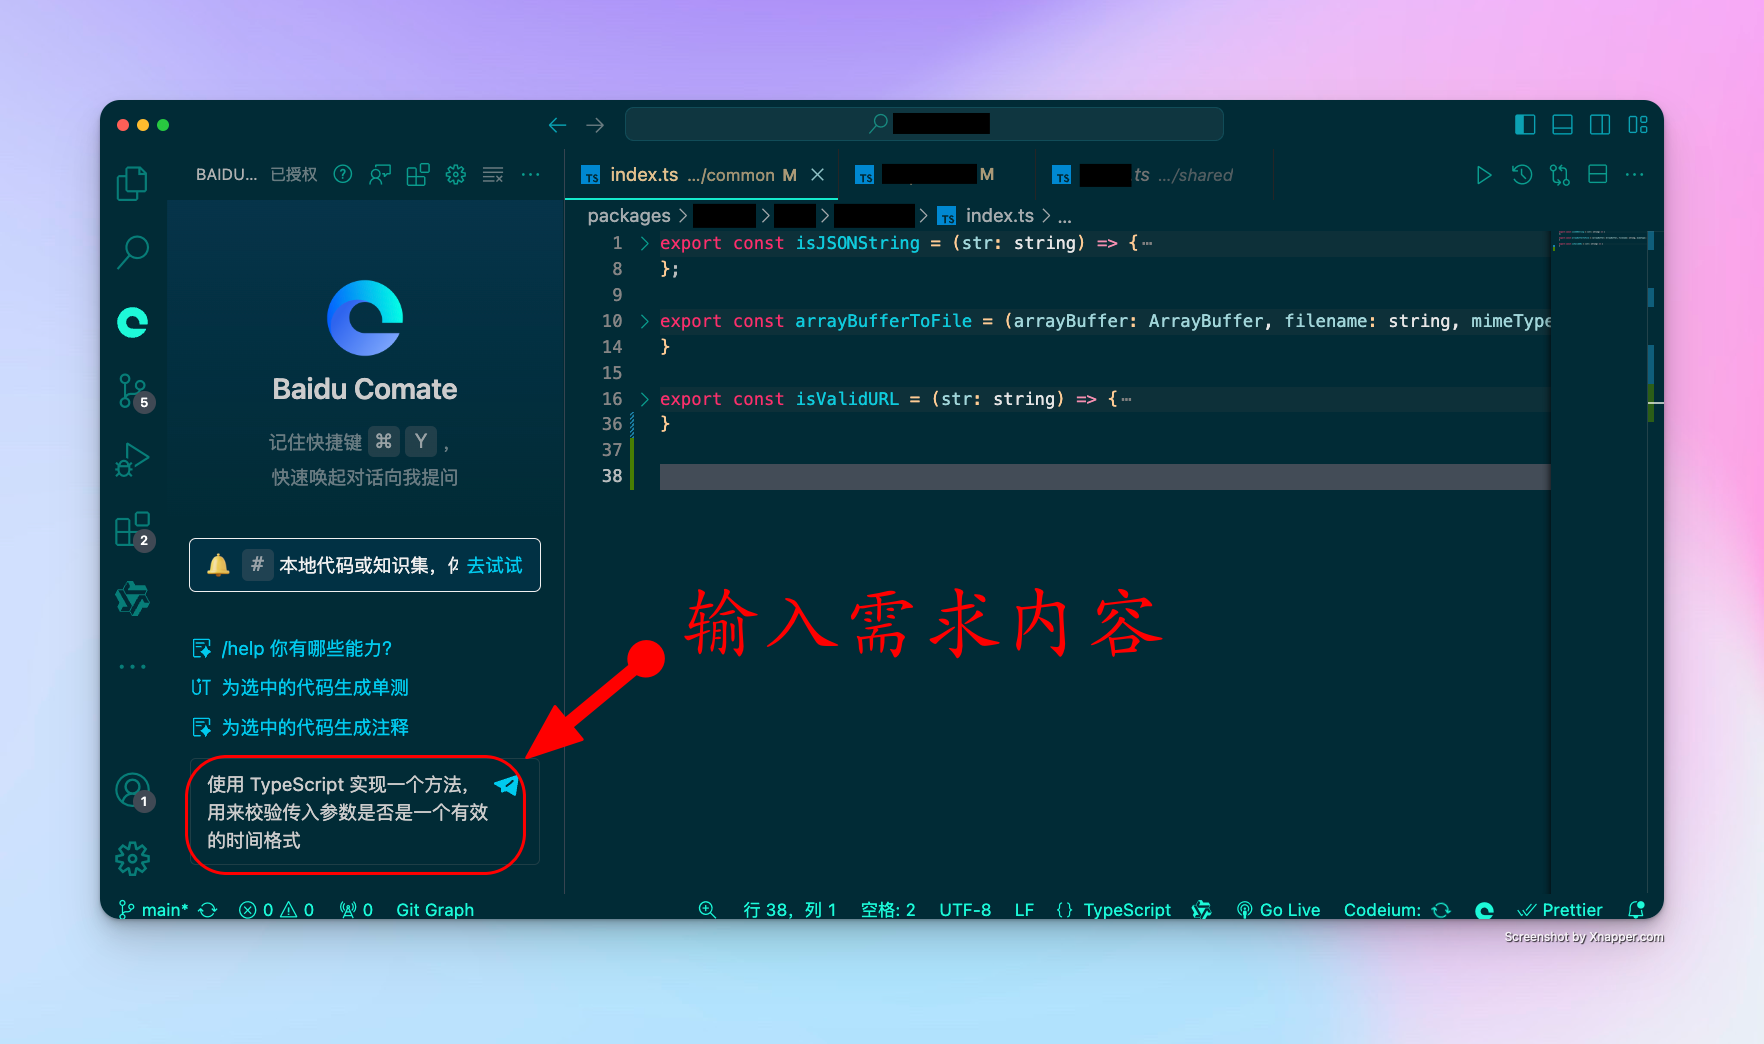 BAIDU... 已授权
index.ts .../common M
TS M
TS .ts .../shared
packages > > > > TS index.ts > ...
1 export const isJSONString = (str: string) => {…
8 };
9
10 export const arrayBufferToFile = (arrayBuffer: ArrayBuffer, filename: string, mimeType
14 }
15
16 export const isValidURL = (str: string) => {…
36 }
37
38
Baidu Comate
记住快捷键 ⌘ Y ,
快速唤起对话向我提问
# 本地代码或知识集, 去试试
/help 你有哪些能力?
UT 为选中的代码生成单测
为选中的代码生成注释
输入需求内容
使用 TypeScript 实现一个方法,
用来校验传入参数是否是一个有效
的时间格式
5
2
1
main* 0 0 0 Git Graph 行 38, 列 1 空格: 2 UTF-8 LF {} TypeScript Go Live Codeium: Prettier
Screenshot by Xnapper.com